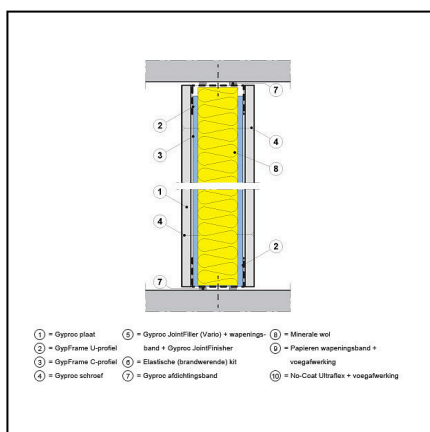 7
2
4
3
8
1
4
2
7
1 = Gyproc plaat
2 = GypFrame U-profiel
3 = GypFrame C-profiel
4 = Gyproc schroef
5 = Gyproc JointFiller (Vario) + wapenings-
band + Gyproc JointFinisher
6 = Elastische (brandwerende) kit
7 = Gyproc afdichtingsband
8 = Minerale wol
9 = Papieren wapeningsband +
voegafwerking
10 = No-Coat Ultraflex + voegafwerking